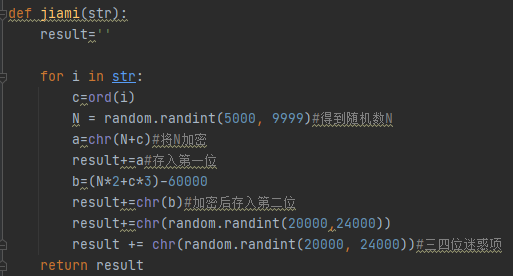 def jiami(str):
    result=''
    for i in str:
        c=ord(i)
        N = random.randint(5000, 9999)#得到随机数N
        a=chr(N+c)#将N加密
        result+=a#存入第一位
        b=(N*2+c*3)-60000
        result+=chr(b)#加密后存入第二位
        result+=chr(random.randint(20000,24000))
        result += chr(random.randint(20000, 24000))#三四位迷惑项
    return result